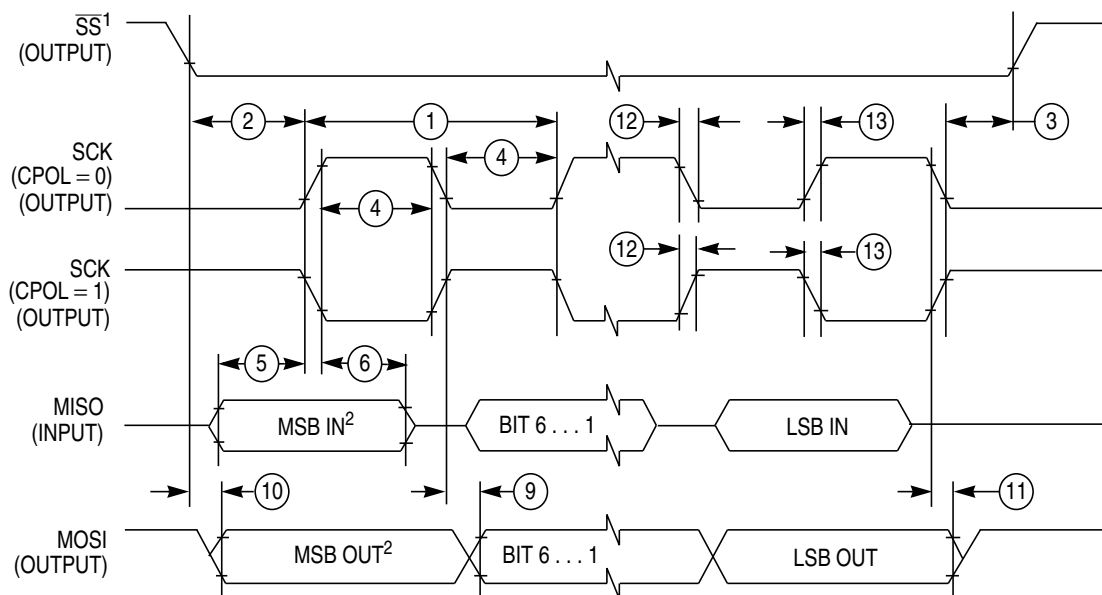 SS1
(OUTPUT)
2
1
12
13
3
SCK
(CPOL = 0)
(OUTPUT)
4
4
12
13
SCK
(CPOL = 1)
(OUTPUT)
5
6
MISO
(INPUT)
MSB IN2
BIT 6 . . . 1
LSB IN
10
9
11
MOSI
(OUTPUT)
MSB OUT2
BIT 6 . . . 1
LSB OUT